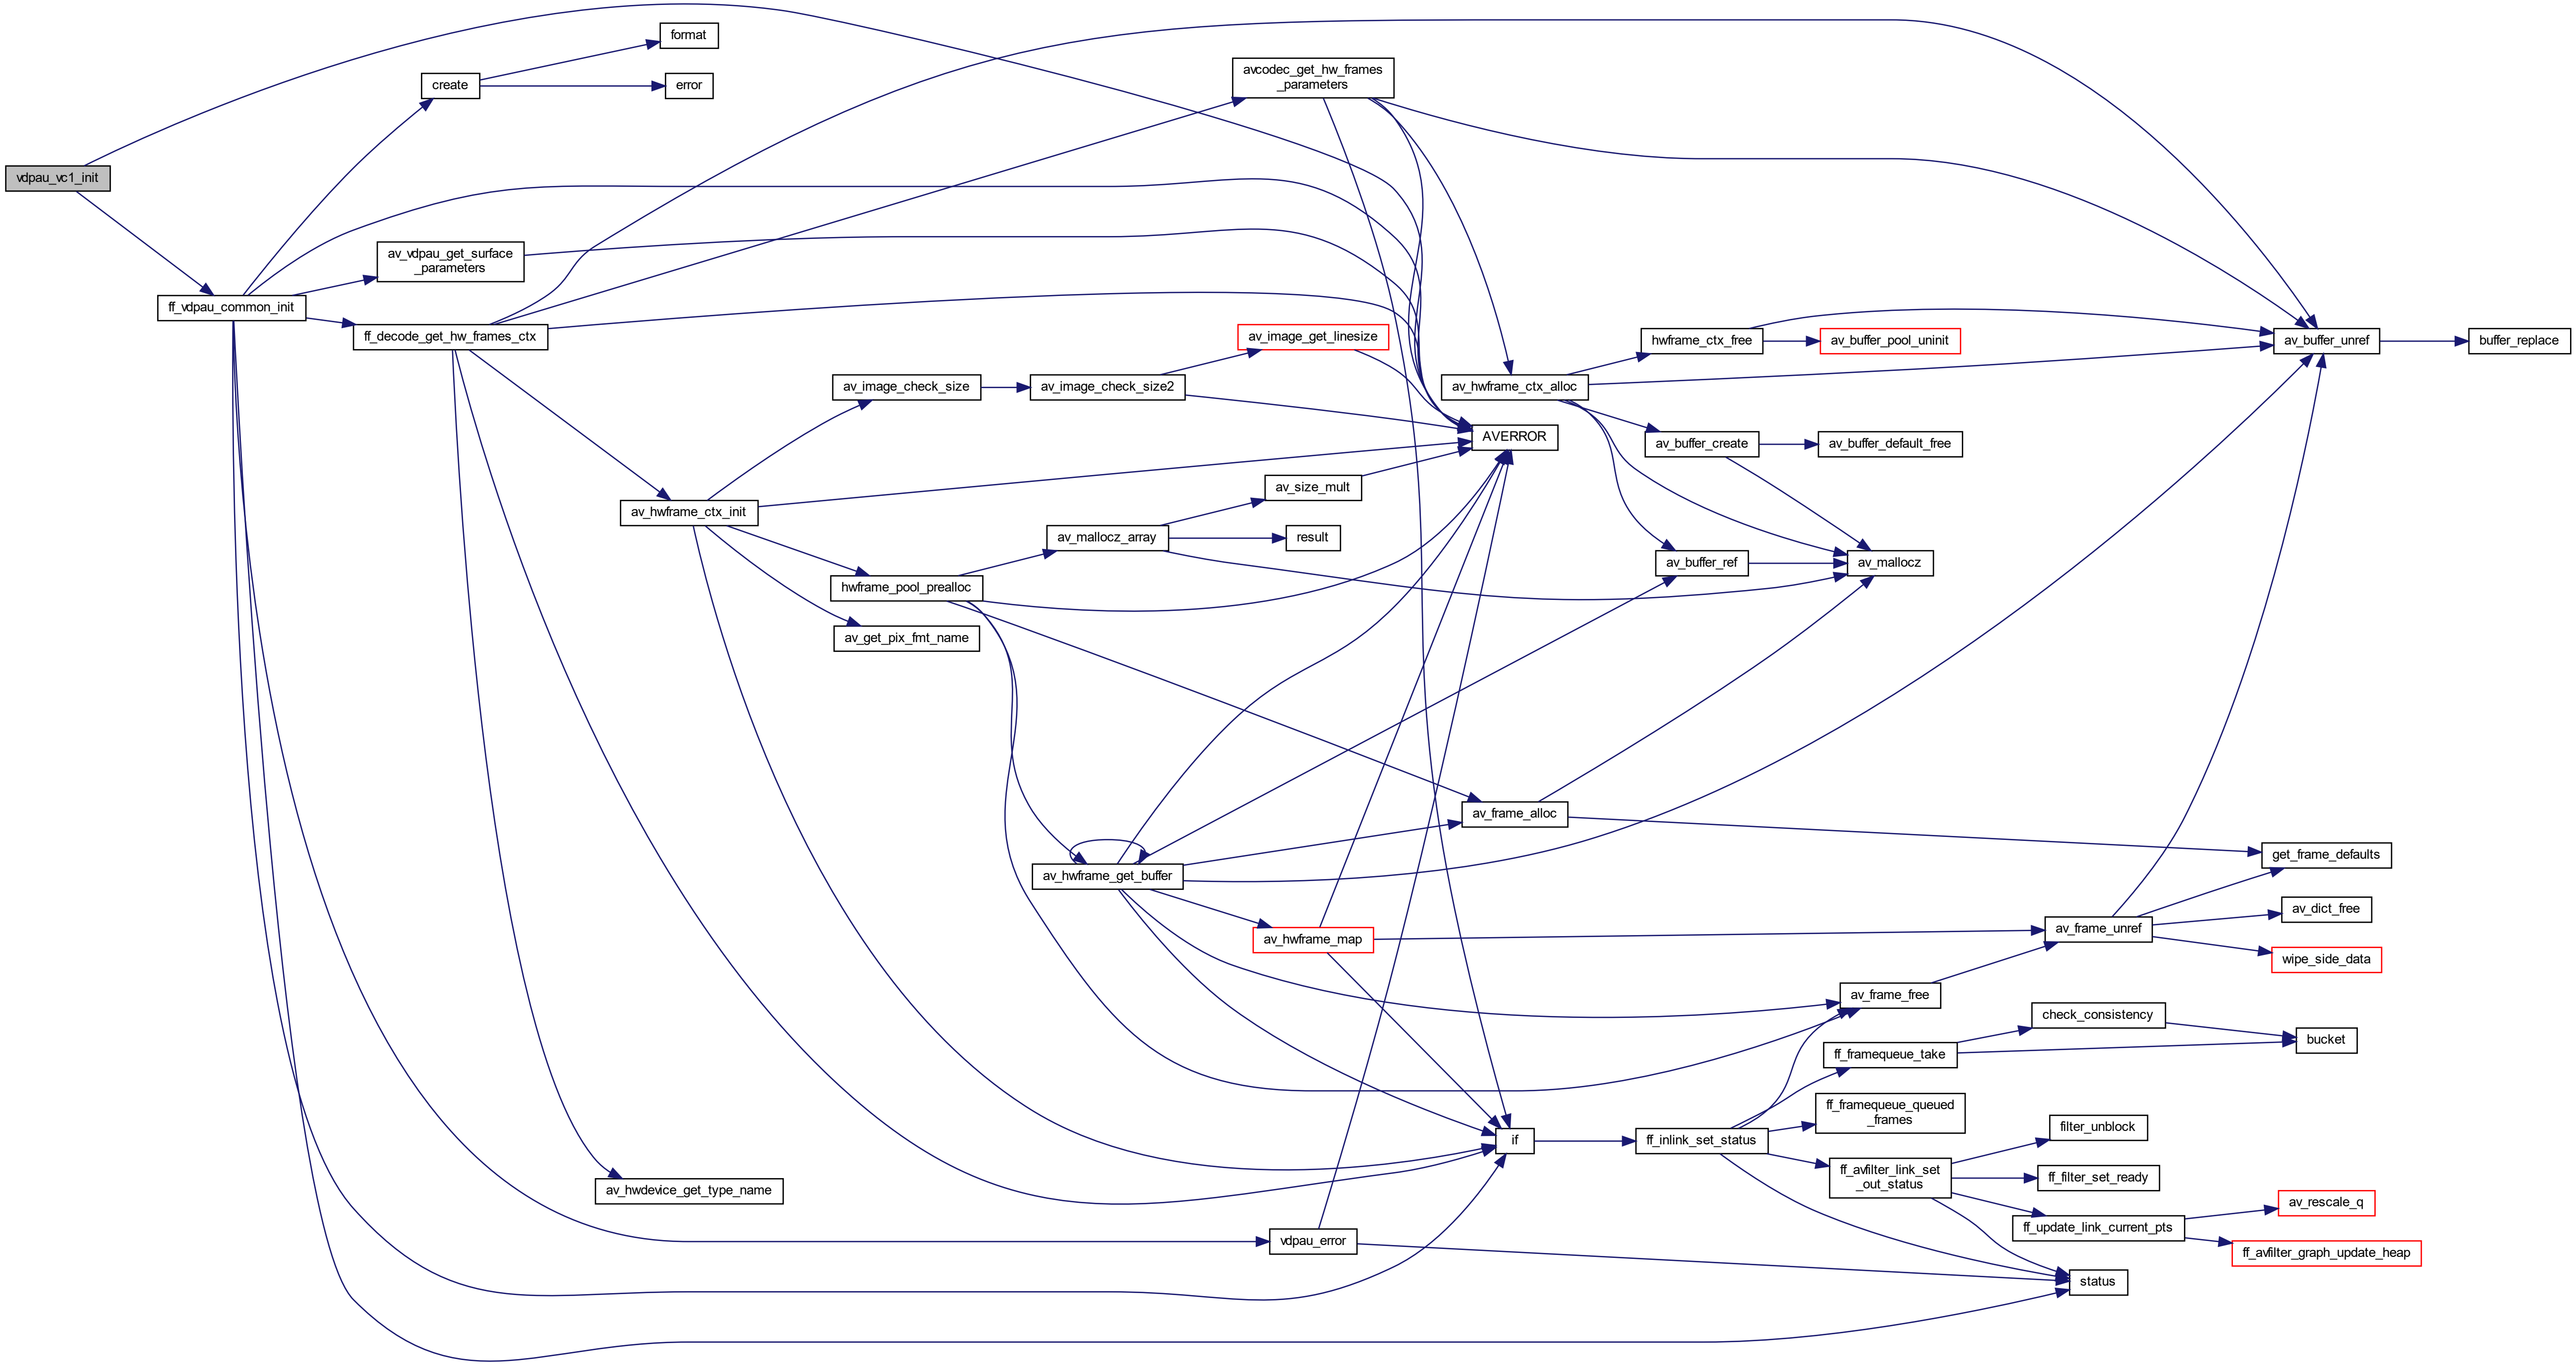 format
create
error
avcodec_get_hw_frames
_parameters
vdpau_vc1_init
av_vdpau_get_surface
_parameters
ff_vdpau_common_init
ff_decode_get_hw_frames_ctx
av_image_get_linesize
hwframe_ctx_free
av_buffer_pool_uninit
av_buffer_unref
buffer_replace
av_image_check_size
av_image_check_size2
av_hwframe_ctx_alloc
AVERROR
av_buffer_create
av_buffer_default_free
av_size_mult
av_hwframe_ctx_init
av_mallocz_array
result
av_buffer_ref
av_mallocz
hwframe_pool_prealloc
av_get_pix_fmt_name
av_frame_alloc
get_frame_defaults
av_hwframe_get_buffer
av_dict_free
av_frame_unref
av_hwframe_map
wipe_side_data
av_frame_free
check_consistency
bucket
ff_framequeue_take
ff_framequeue_queued
_frames
filter_unblock
if
ff_inlink_set_status
ff_avfilter_link_set
_out_status
ff_filter_set_ready
av_hwdevice_get_type_name
av_rescale_q
ff_update_link_current_pts
vdpau_error
ff_avfilter_graph_update_heap
status